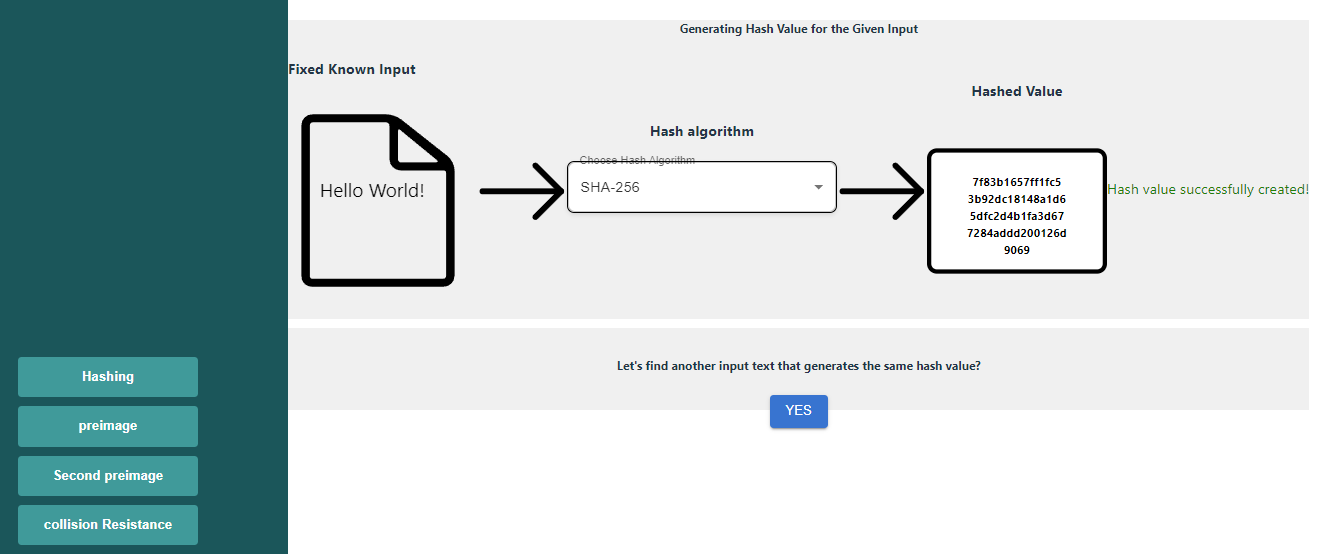 Generating Hash Value for the Given Input
Fixed Known Input
Hashed Value
Hash algorithm
Choose Hash Algorithm
Hello World!
SHA-256
7f83b1657ff1fc5
3b92dc18148a1d6
5dfc2d4b1fa3d67
7284addd200126d
9069
Hash value successfully created!
Let's find another input text that generates the same hash value?
YES
Hashing
preimage
Second preimage
collision Resistance